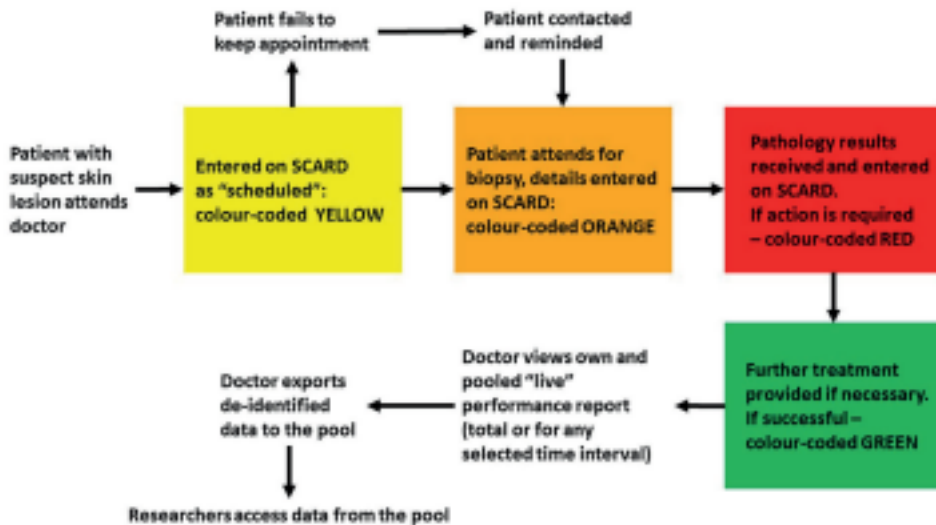 Patient fails to
keep appointment
Patient contacted
and reminded
Patient with
suspect skin
lesion attends
doctor
Entered on SCARD
as "scheduled":
colour-coded YELLOW
Patient attends for
biopsy, details entered
on SCARD:
colour-coded ORANGE
Pathology results
received and entered
on SCARD.
If action is required
– colour-coded RED
Further treatment
provided if necessary.
If successful –
colour-coded GREEN
Doctor views own and
pooled "live"
performance report
(total or for any
selected time interval)
Doctor exports
de-identified
data to the pool
Researchers access data from the pool